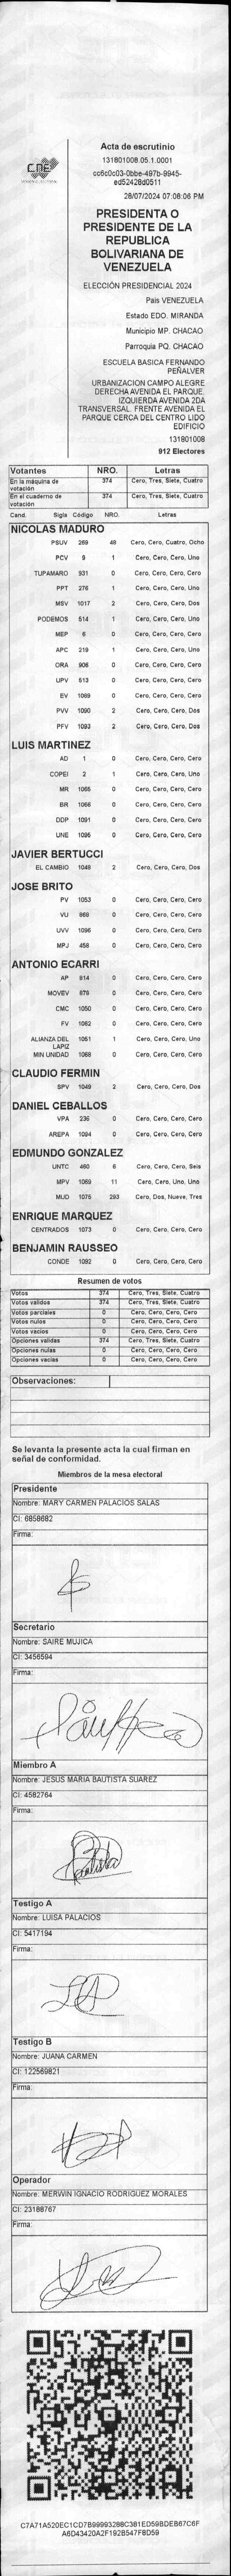 CNE
Acta de escrutinio
131801008.05.1.0001
cc6c0c03-0bbe-497b-9945-
ed52428d0511
28/07/2024 07:08:06 PM
PRESIDENTA O
PRESIDENTE DE LA
REPUBLICA
BOLIVARIANA DE
VENEZUELA
ELECCIÓN PRESIDENCIAL 2024
País VENEZUELA
Estado EDO. MIRANDA
Municipio MP. CHACAO
Parroquia PQ. CHACAO
ESCUELA BASICA FERNANDO
PEÑALVER
URBANIZACION CAMPO ALEGRE
DERECHA AVENIDA EL PARQUE.
IZQUIERDA AVENIDA 2DA
TRANSVERSAL. FRENTE AVENIDA EL
PARQUE CERCA DEL CENTRO LIDO
EDIFICIO
131801008
912 Electores
Votantes NRO. Letras
En la máquina de votación 374 Cero, Tres, Siete, Cuatro
En el cuaderno de votación 374 Cero, Tres, Siete, Cuatro
Cand. Sigla Código NRO. Letras
NICOLAS MADURO
PSUV 289 48 Cero, Cero, Cuatro, Ocho
PCV 9 1 Cero, Cero, Cero, Uno
TUPAMARO 931 0 Cero, Cero, Cero, Cero
PPT 276 1 Cero, Cero, Cero, Uno
MSV 1017 2 Cero, Cero, Cero, Dos
PODEMOS 514 1 Cero, Cero, Cero, Uno
MEP 6 0 Cero, Cero, Cero, Cero
APC 219 1 Cero, Cero, Cero, Uno
ORA 906 0 Cero, Cero, Cero, Cero
UPV 613 0 Cero, Cero, Cero, Cero
EV 1089 0 Cero, Cero, Cero, Cero
PVV 1090 2 Cero, Cero, Cero, Dos
PFV 1093 2 Cero, Cero, Cero, Dos
LUIS MARTINEZ
AD 1 0 Cero, Cero, Cero, Cero
COPEI 2 1 Cero, Cero, Cero, Uno
MR 1065 0 Cero, Cero, Cero, Cero
BR 1066 0 Cero, Cero, Cero, Cero
DDP 1091 0 Cero, Cero, Cero, Cero
UNE 1095 0 Cero, Cero, Cero, Cero
JAVIER BERTUCCI
EL CAMBIO 1048 2 Cero, Cero, Cero, Dos
JOSE BRITO
PV 1053 0 Cero, Cero, Cero, Cero
VU 869 0 Cero, Cero, Cero, Cero
UVV 1096 0 Cero, Cero, Cero, Cero
MPJ 458 0 Cero, Cero, Cero, Cero
ANTONIO ECARRI
AP 814 0 Cero, Cero, Cero, Cero
MOVEV 879 0 Cero, Cero, Cero, Cero
CMC 1050 0 Cero, Cero, Cero, Cero
FV 1062 0 Cero, Cero, Cero, Cero
ALIANZA DEL LAPIZ 1051 1 Cero, Cero, Cero, Uno
MIN UNIDAD 1068 0 Cero, Cero, Cero, Cero
CLAUDIO FERMIN
SPV 1049 2 Cero, Cero, Cero, Dos
DANIEL CEBALLOS
VPA 236 0 Cero, Cero, Cero, Cero
AREPA 1094 0 Cero, Cero, Cero, Cero
EDMUNDO GONZALEZ
UNTC 460 6 Cero, Cero, Cero, Seis
MPV 1069 11 Cero, Cero, Uno, Uno
MUD 1075 293 Cero, Dos, Nueve, Tres
ENRIQUE MARQUEZ
CENTRADOS 1073 0 Cero, Cero, Cero, Cero
BENJAMIN RAUSSEO
CONDE 1092 0 Cero, Cero, Cero, Cero
Resumen de votos
Votos 374 Cero, Tres, Siete, Cuatro
Votos validos 374 Cero, Tres, Siete, Cuatro
Votos parciales 0 Cero, Cero, Cero, Cero
Votos nulos 0 Cero, Cero, Cero, Cero
Votos vacios 0 Cero, Cero, Cero, Cero
Opciones validas 374 Cero, Tres, Siete, Cuatro
Opciones nulas 0 Cero, Cero, Cero, Cero
Opciones vacias 0 Cero, Cero, Cero, Cero
Observaciones:
Se levanta la presente acta la cual firman en
señal de conformidad.
Miembros de la mesa electoral
Presidente
Nombre: MARY CARMEN PALACIOS SALAS
CI: 6858682
Firma:
Secretario
Nombre: SAIRE MUJICA
CI: 3456594
Firma:
Miembro A
Nombre: JESUS MARIA BAUTISTA SUAREZ
CI: 4582764
Firma:
Testigo A
Nombre: LUISA PALACIOS
CI: 5417194
Firma:
Testigo B
Nombre: JUANA CARMEN
CI: 122569821
Firma:
Operador
Nombre: MERWIN IGNACIO RODRIGUEZ MORALES
CI: 23188767
Firma:
C7A71A520EC1CD7B99993288C381ED59BDEB67C6F
A6D43420A2F192B547F8D59